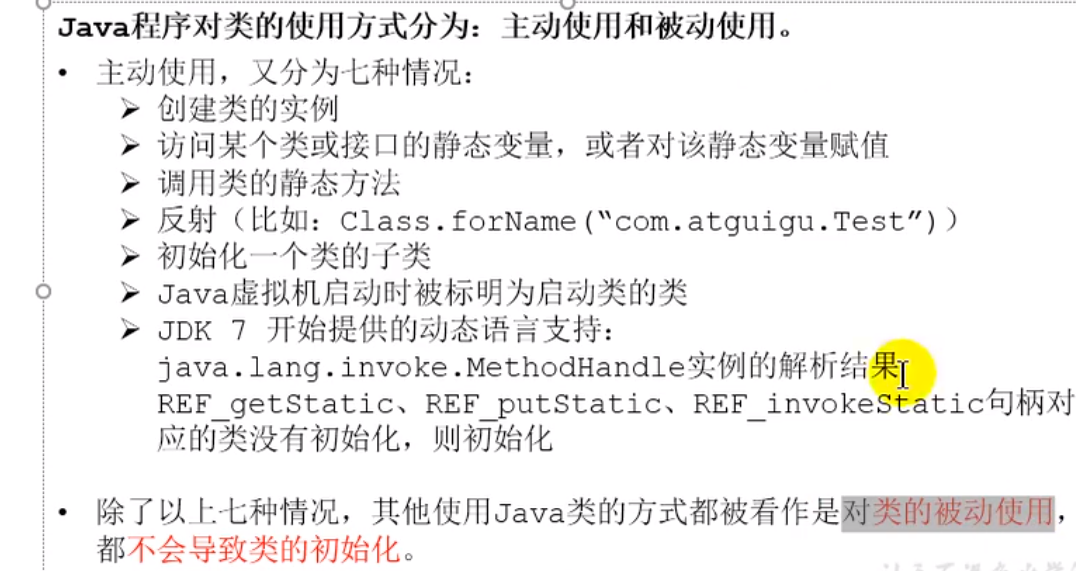 Java程序对类的使用方式分为：主动使用和被动使用。
• 主动使用，又分为七种情况：
➢ 创建类的实例
➢ 访问某个类或接口的静态变量，或者对该静态变量赋值
➢ 调用类的静态方法
➢ 反射（比如：Class.forName(“com.atguigu.Test”)）
➢ 初始化一个类的子类
➢ Java虚拟机启动时被标明为启动类的类
➢ JDK 7 开始提供的动态语言支持：
java.lang.invoke.MethodHandle实例的解析结果
REF_getStatic、REF_putStatic、REF_invokeStatic句柄对
应的类没有初始化，则初始化
• 除了以上七种情况，其他使用Java类的方式都被看作是对类的被动使用，
都不会导致类的初始化。